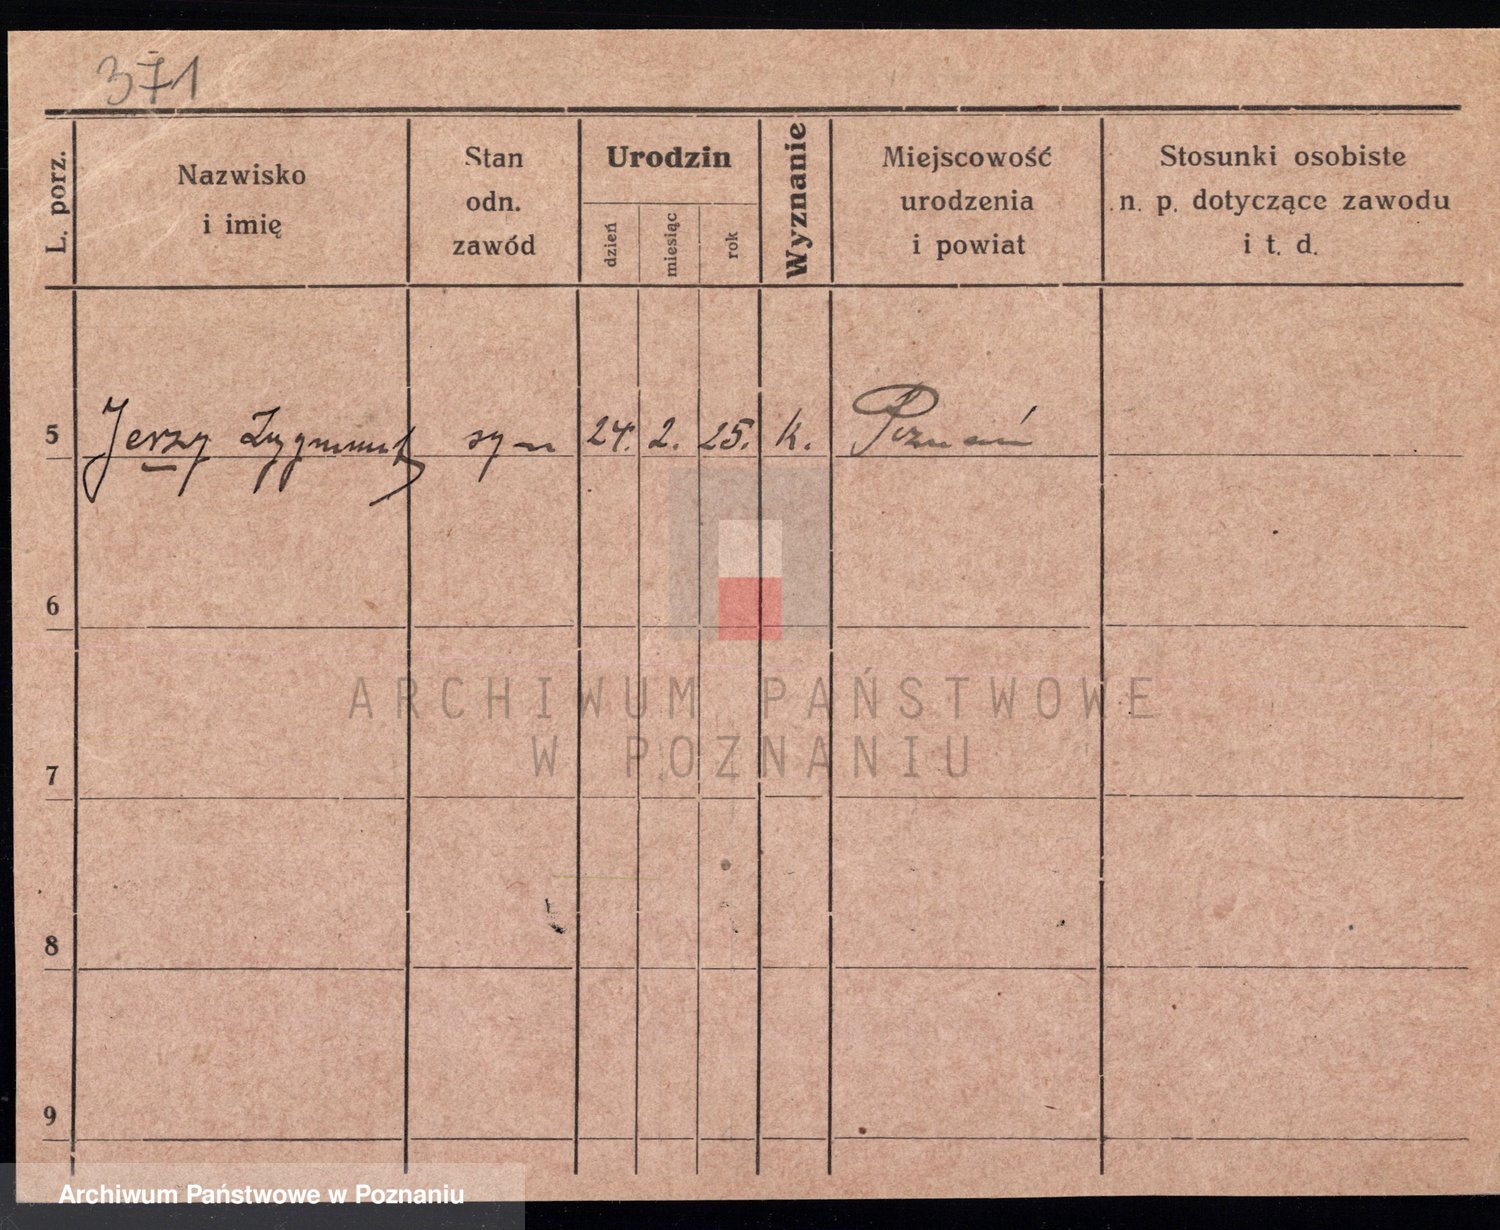 371
L. porz.
Nazwisko
i imię
Stan
odn.
zawód
Urodzin
dzień
miesiąc
rok
Wyznanie
Miejscowość
urodzenia
i powiat
Stosunki osobiste
n. p. dotyczące zawodu
i t. d.
5 Jerzy Zygmunt syn 24. 2. 25. k. Poznań
6
ARCHIWUM PAŃSTWOWE
W POZNANIU
7
8
9
Archiwum Państwowe w Poznaniu